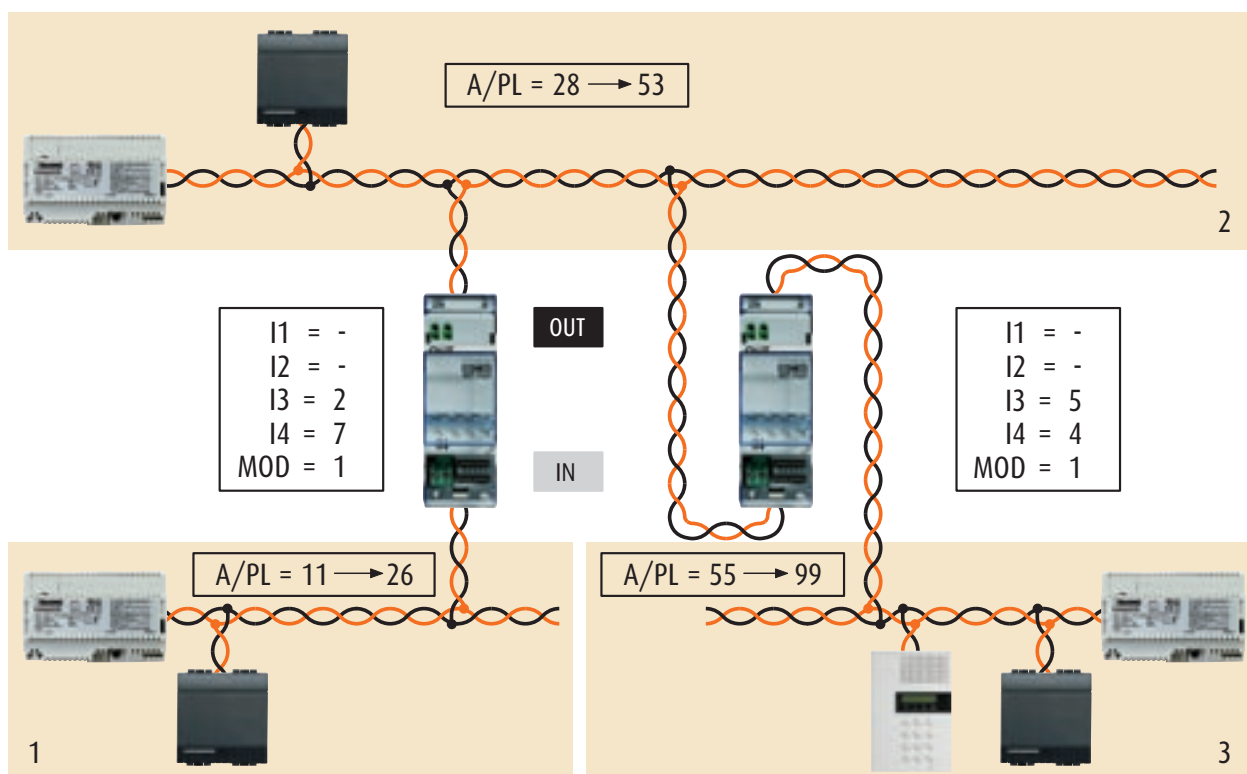 A/PL = 28 → 53
2
I1 = -
I2 = -
I3 = 2
I4 = 7
MOD = 1
OUT
IN
I1 = -
I2 = -
I3 = 5
I4 = 4
MOD = 1
A/PL = 11 → 26
1
A/PL = 55 → 99
3